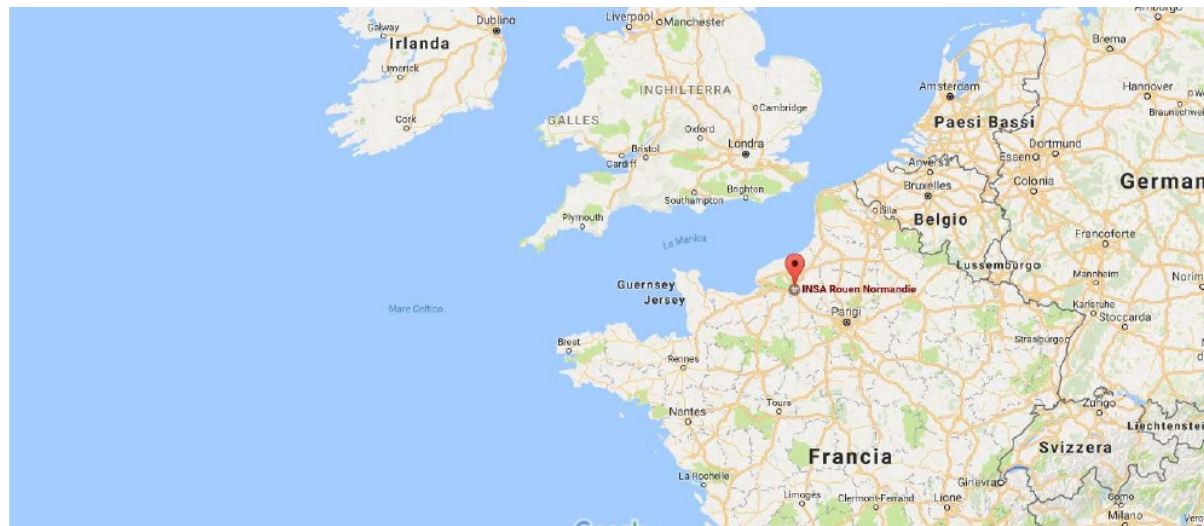 Dublino
Galway
Irlanda
Limerick
Cork
Liverpool
Manchester
INGHILTERRA
Cambridge
GALLES
Oxford
Londra
Bristol
Cardiff
Brighton
Southampton
Plymouth
La Manica
Guernsey
Jersey
Mare Celtico
Amburgo
Brema
Amsterdam
Hannover
Paesi Bassi
Dortmund
Essen
Anversa
Colonia
German
Bruxelles
Lilla
Belgio
Francoforte
Lussemburgo
Mannheim
Norim
INSA Rouen Normandie
Karlsruhe
Parigi
Stoccarda
Strasburgo
Brest
Rennes
Tours
Zurigo
Nantes
Liechtenstei
Francia
Svizzera
La Rochelle
Ginevra
Limoges
Clermont-Ferrand
Lione
Como
Milano